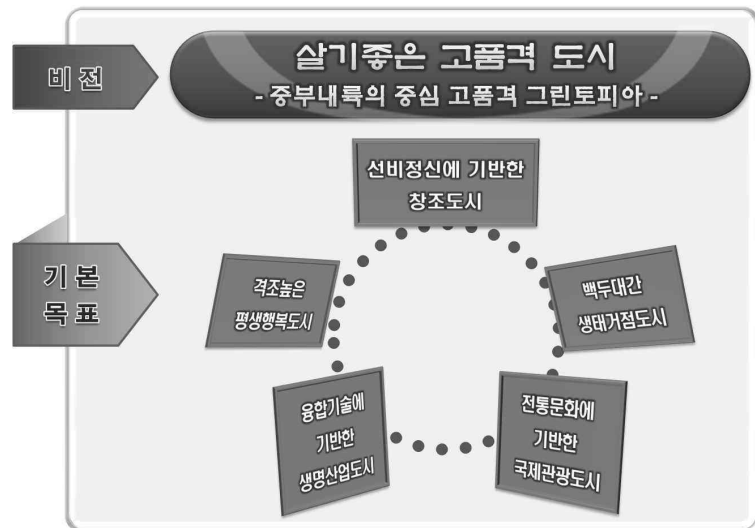 비 전
살기좋은 고품격 도시
- 중부내륙의 중심 고품격 그린토피아 -
기 본
목 표
선비정신에 기반한
창조도시
격조높은
평생행복도시
백두대간
생태거점도시
융합기술에
기반한
생명산업도시
전통문화에
기반한
국제관광도시